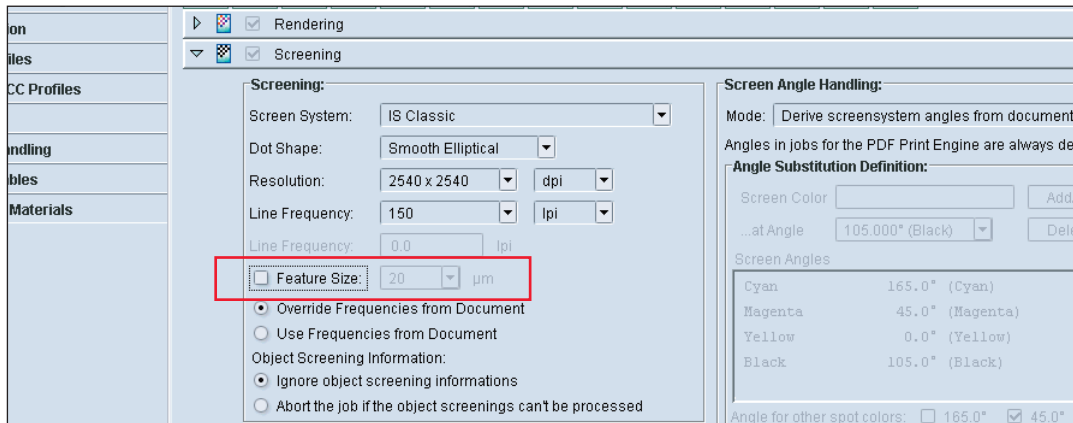 Rendering
Screening
ion
iles
CC Profiles
andling
ables
Materials
Screening:
Screen System: IS Classic
Dot Shape: Smooth Elliptical
Resolution: 2540 x 2540 dpi
Line Frequency: 150 lpi
Line Frequency: 0.0 lpi
Feature Size: 20 µm
Override Frequencies from Document
Use Frequencies from Document
Object Screening Information:
Ignore object screening informations
Abort the job if the object screenings can't be processed
Screen Angle Handling:
Mode: Derive screensystem angles from document
Angles in jobs for the PDF Print Engine are always de
Angle Substitution Definition:
Screen Color Add
...at Angle 105.000° (Black) Dele
Screen Angles
Cyan 165.0° (Cyan)
Magenta 45.0° (Magenta)
Yellow 0.0° (Yellow)
Black 105.0° (Black)
Angle for other spot colors: 165.0° 45.0°